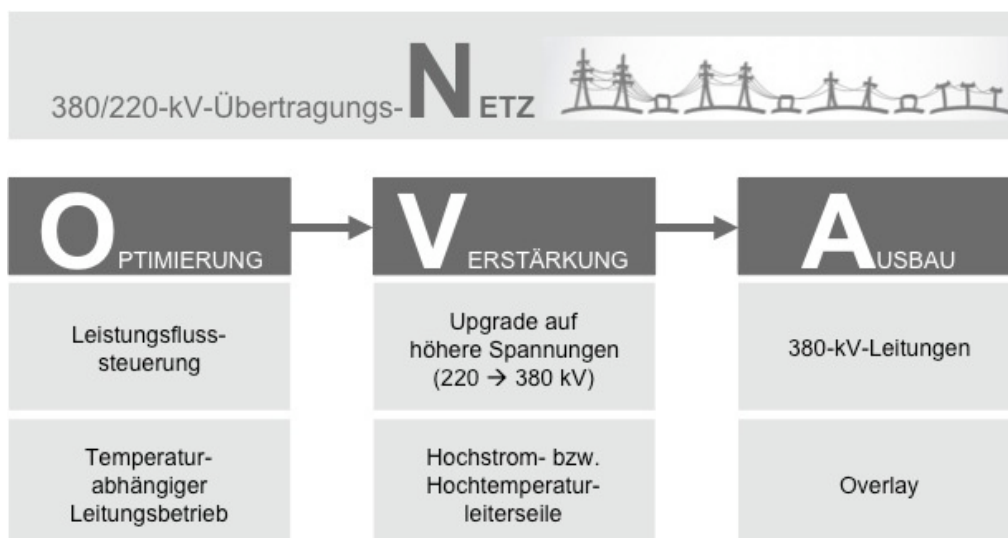 380/220-kV-Übertragungs-NETZ
OPTIMIERUNG
VERSTÄRKUNG
AUSBAU
Leistungsfluss-
steuerung
Upgrade auf
höhere Spannungen
(220 → 380 kV)
380-kV-Leitungen
Temperatur-
abhängiger
Leitungsbetrieb
Hochstrom- bzw.
Hochtemperatur-
leiterseile
Overlay